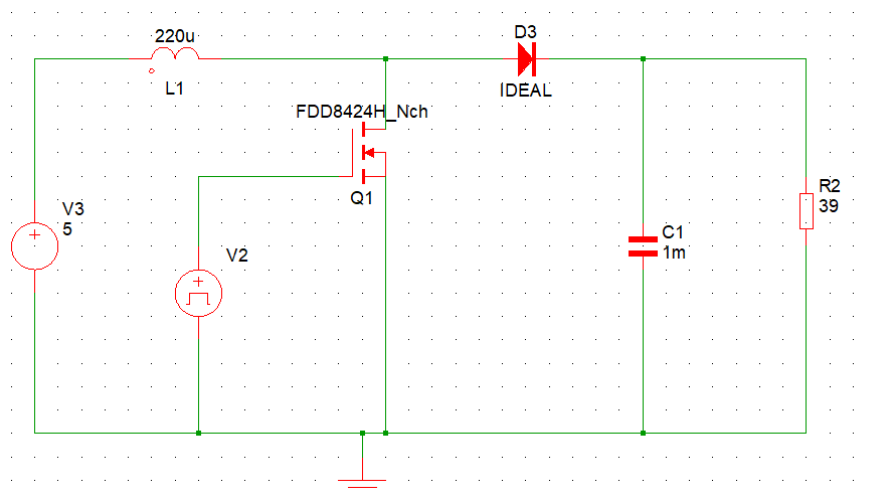 220u
L1
D3
IDEAL
FDD8424H_Nch
Q1
V3
5
V2
C1
1m
R2
39